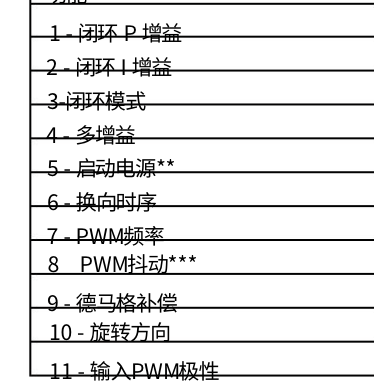 1 - 闭环 P 增益
2 - 闭环 I 增益
3-闭环模式
4 - 多增益
5 - 启动电源**
6 - 换向时序
7 - PWM频率
8 PWM抖动***
9 - 德马格补偿
10 - 旋转方向
11 - 输入PWM极性